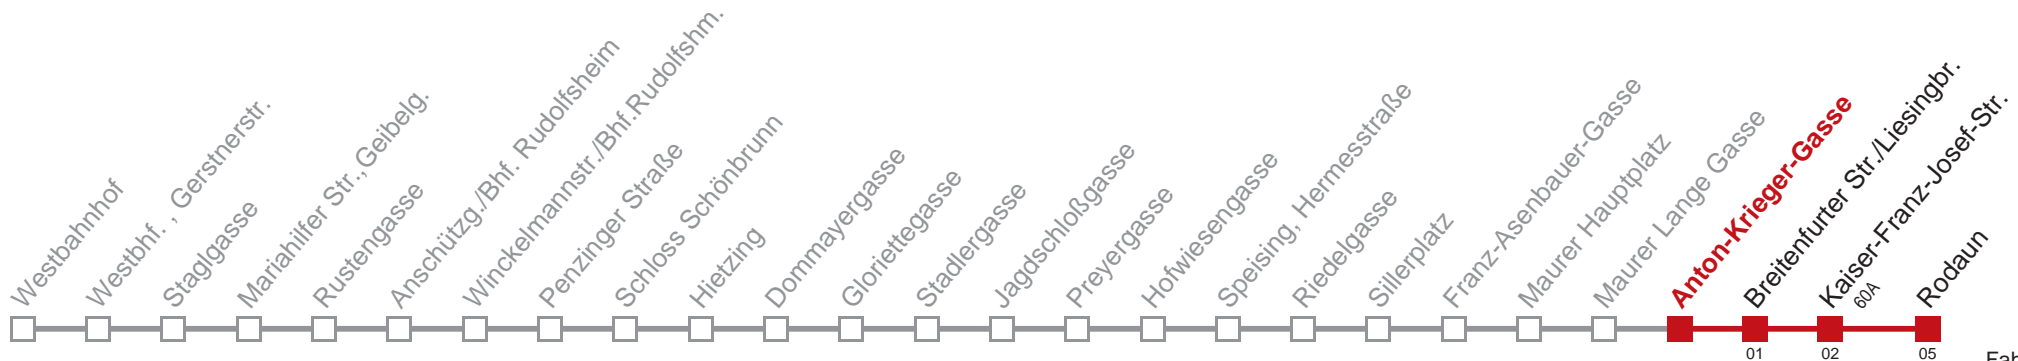 Westbahnhof
Westbhf. , Gerstnerstr.
Staglgasse
Mariahilfer Str.,Geibelg.
Rustengasse
Anschützg./Bhf. Rudolfsheim
Winckelmannstr./Bhf.Rudolfshm.
Penzinger Straße
Schloss Schönbrunn
Hietzing
Dommayergasse
Gloriettegasse
Stadlergasse
Jagdschloßgasse
Preyergasse
Hofwiesengasse
Speising, Hermesstraße
Riedelgasse
Sillerplatz
Franz-Asenbauer-Gasse
Maurer Hauptplatz
Maurer Lange Gasse
Anton-Krieger-Gasse
Breitenfurter Str./Liesingbr.
Kaiser-Franz-Josef-Str.
60A
Rodaun
01
02
05